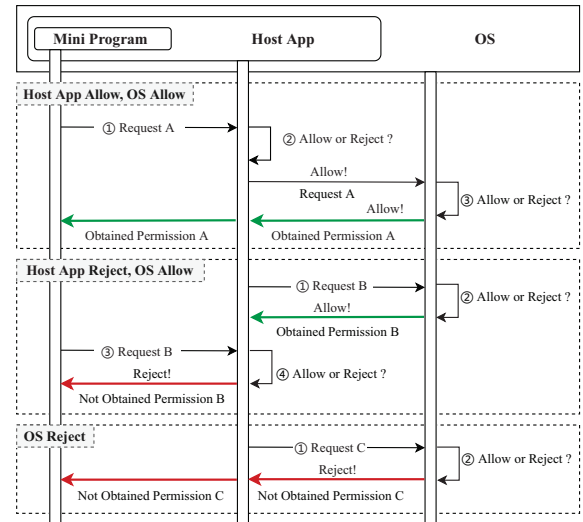 Mini Program
Host App
OS
Host App Allow, OS Allow
① Request A
② Allow or Reject ?
Allow!
Request A
③ Allow or Reject ?
Allow!
Obtained Permission A
Obtained Permission A
Host App Reject, OS Allow
① Request B
② Allow or Reject ?
Allow!
Obtained Permission B
③ Request B
④ Allow or Reject ?
Reject!
Not Obtained Permission B
OS Reject
① Request C
② Allow or Reject ?
Reject!
Not Obtained Permission C
Not Obtained Permission C